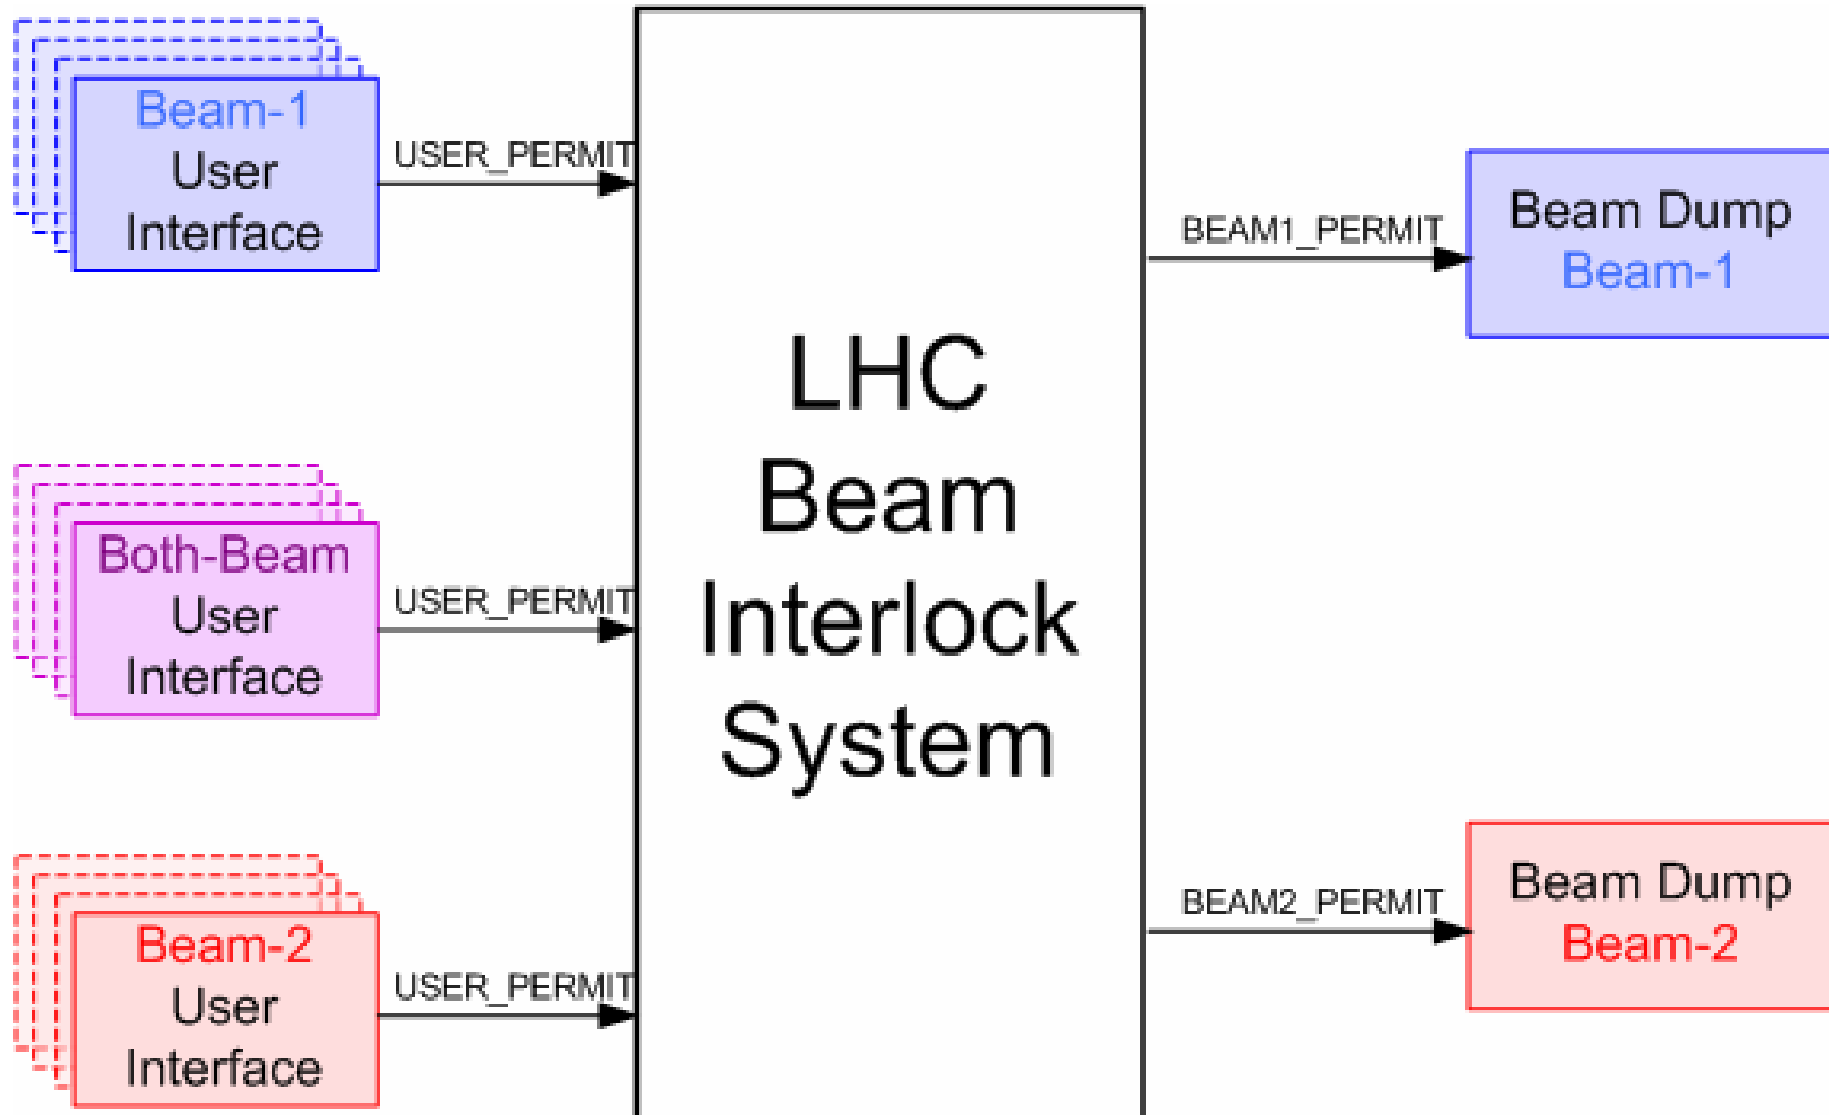 Beam-1
User
Interface
USER_PERMIT
Both-Beam
User
Interface
USER_PERMIT
Beam-2
User
Interface
USER_PERMIT
LHC
Beam
Interlock
System
BEAM1_PERMIT
Beam Dump
Beam-1
BEAM2_PERMIT
Beam Dump
Beam-2